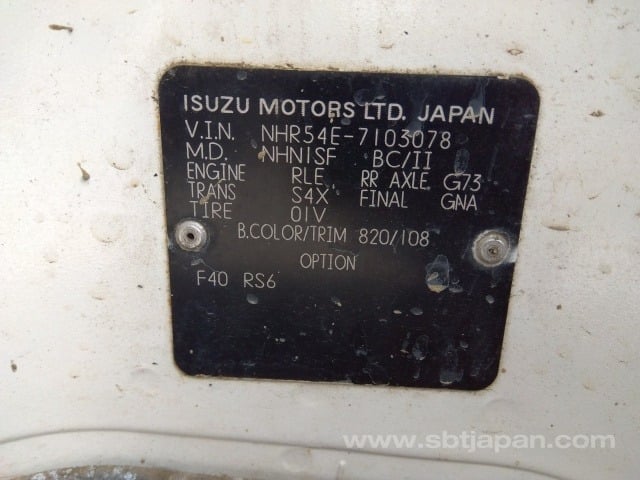 ISUZU MOTORS LTD. JAPAN
V.I.N. NHR54E-7103078
M.D. NHN1SF BC/II
ENGINE RLE RR AXLE G73
TRANS S4X FINAL GNA
TIRE 01V
B.COLOR/TRIM 820/108
OPTION
F40 RS6
www.sbtjapan.com